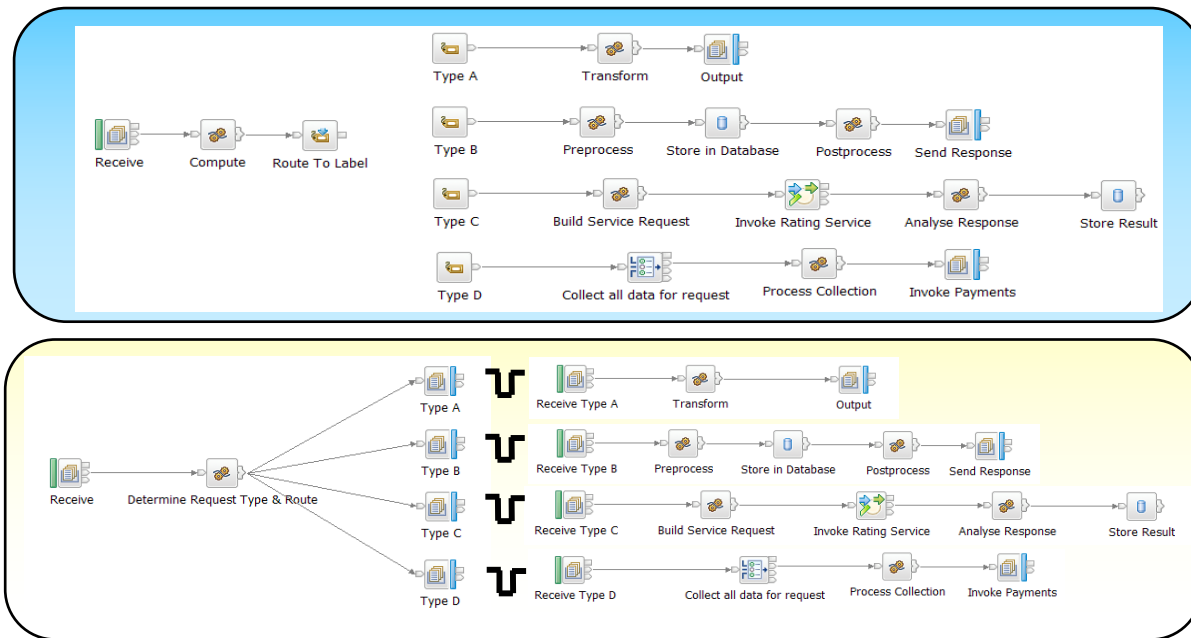 Type A
Transform
Output
Receive
Compute
Route To Label
Type B
Preprocess
Store in Database
Postprocess
Send Response
Type C
Build Service Request
Invoke Rating Service
Analyse Response
Store Result
Type D
Collect all data for request
Process Collection
Invoke Payments
Receive
Determine Request Type & Route
Type A
Receive Type A
Transform
Output
Type B
Receive Type B
Preprocess
Store in Database
Postprocess
Send Response
Type C
Receive Type C
Build Service Request
Invoke Rating Service
Analyse Response
Store Result
Type D
Receive Type D
Collect all data for request
Process Collection
Invoke Payments